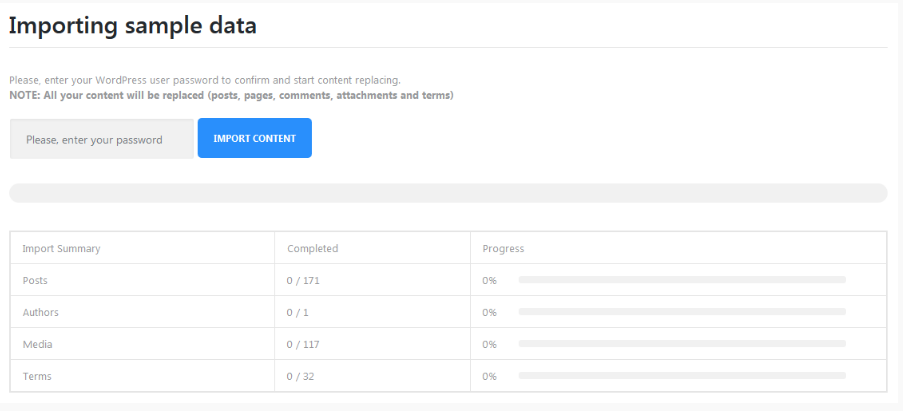 Importing sample data
Please, enter your WordPress user password to confirm and start content replacing.
NOTE: All your content will be replaced (posts, pages, comments, attachments and terms)
Please, enter your password IMPORT CONTENT
Import Summary Completed Progress
Posts 0 / 171 0%
Authors 0 / 1 0%
Media 0 / 117 0%
Terms 0 / 32 0%